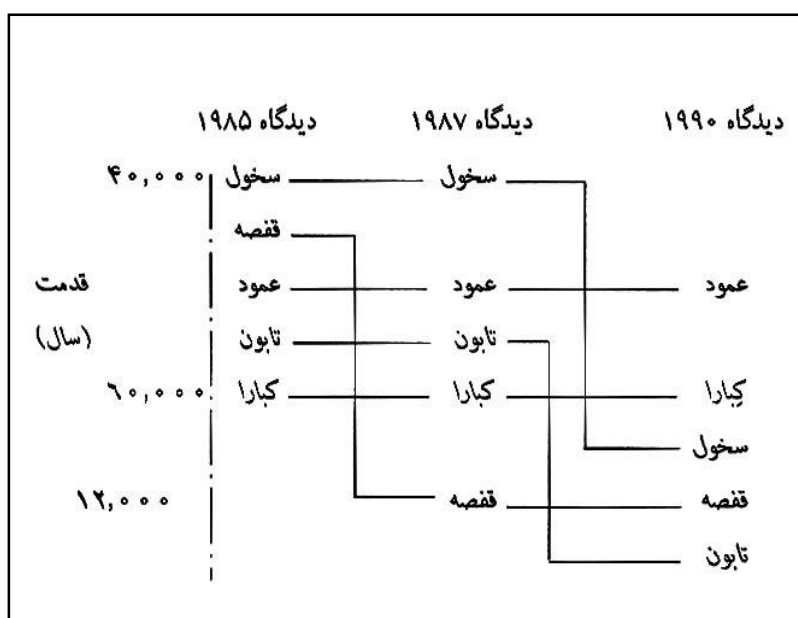 دیدگاه ۱۹۸۵ دیدگاه ۱۹۸۷ دیدگاه ۱۹۹۰
۴۰,۰۰۰ سخول سخول
قفصه
قدمت عمود عمود عمود
(سال) تابون تابون
۶۰,۰۰۰ کبارا کبارا کِبارا
سخول
۱۲,۰۰۰ قفصه قفصه
تابون